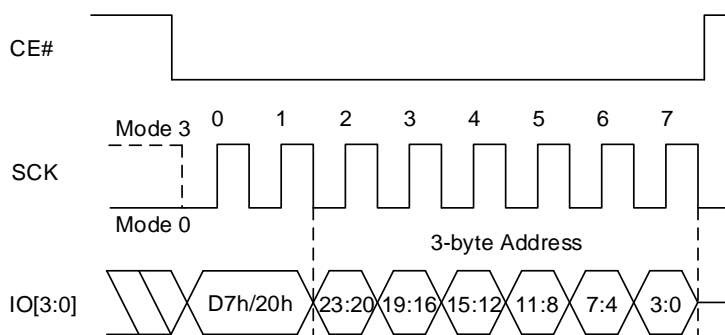 CE#
0 1 2 3 4 5 6 7
Mode 3
SCK
Mode 0
3-byte Address
IO[3:0] D7h/20h 23:20 19:16 15:12 11:8 7:4 3:0